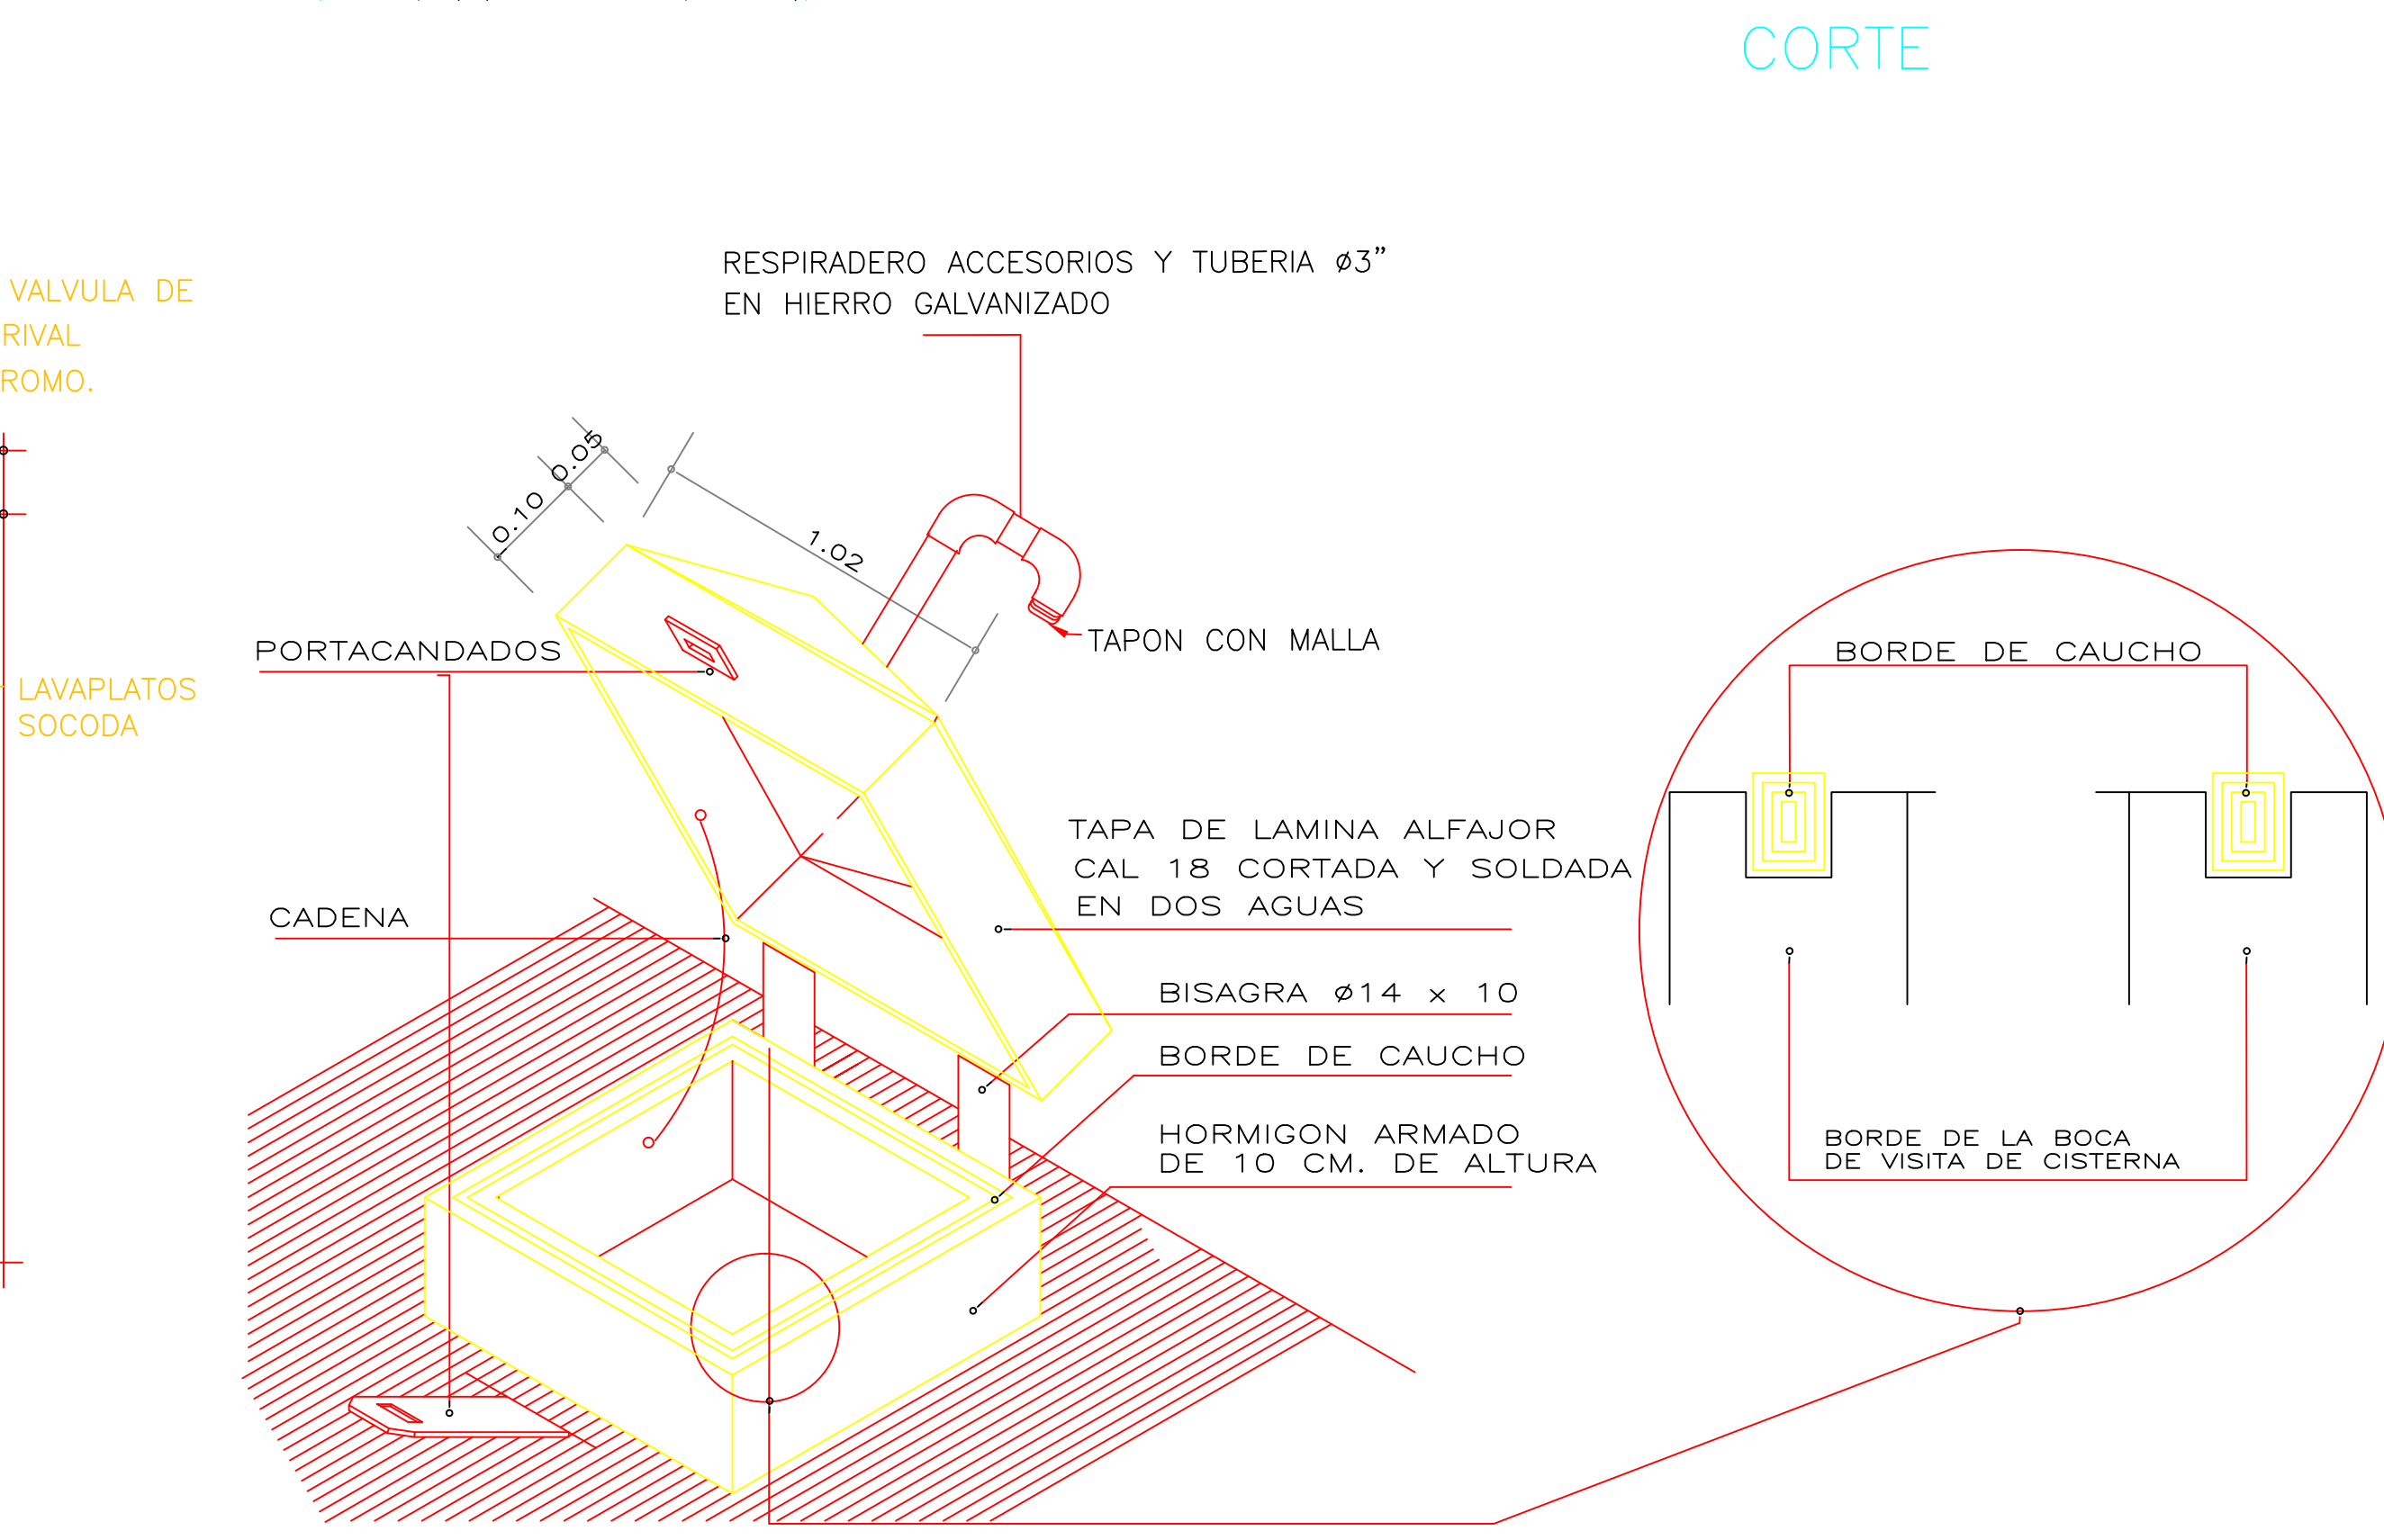 CORTE
VALVULA DE
RIVAL
ROMO.
RESPIRADERO ACCESORIOS Y TUBERIA ø3”
EN HIERRO GALVANIZADO
0.10 0.05
1.02
TAPON CON MALLA
PORTACANDADOS
BORDE DE CAUCHO
LAVAPLATOS
SOCODA
TAPA DE LAMINA ALFAJOR
CAL 18 CORTADA Y SOLDADA
EN DOS AGUAS
CADENA
BISAGRA ø14 x 10
BORDE DE CAUCHO
HORMIGON ARMADO
DE 10 CM. DE ALTURA
BORDE DE LA BOCA
DE VISITA DE CISTERNA